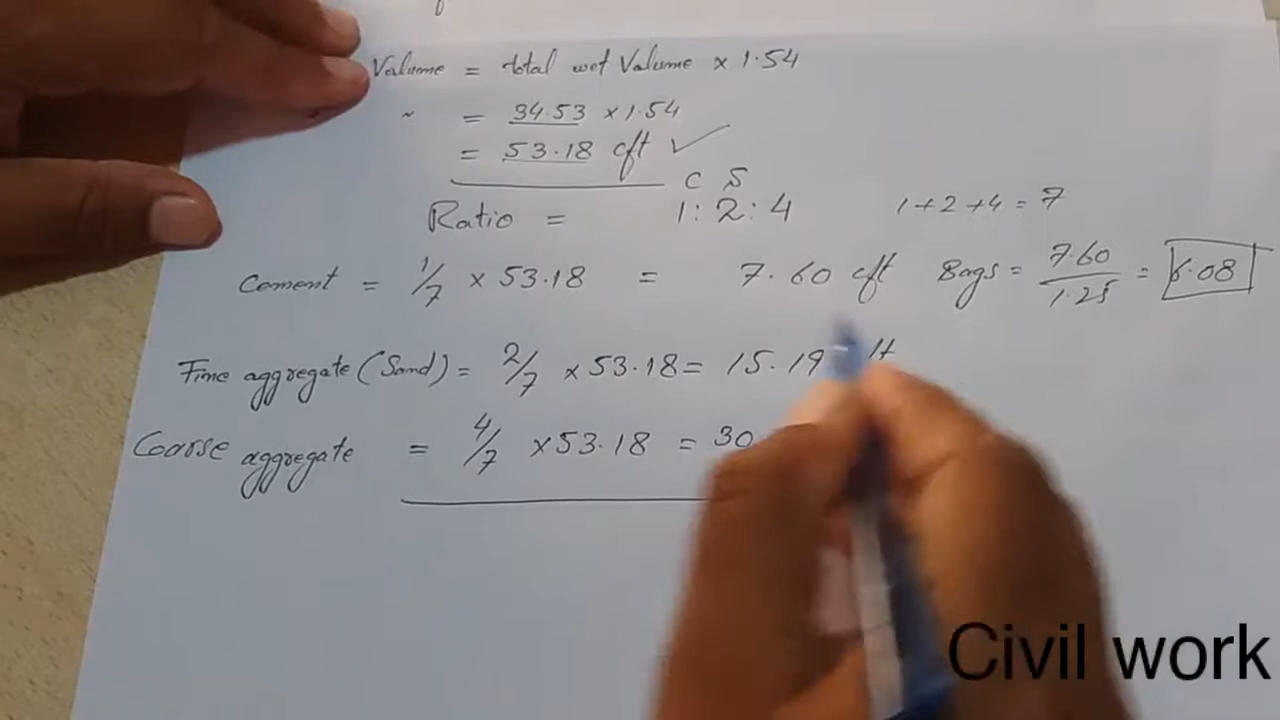 Volume = total wet Volume × 1.54
" = 34.53 × 1.54
= 53.18 cft ✓
C S
Ratio = 1:2:4 1+2+4=7
Cement = 1/7 × 53.18 = 7.60 cft Bags = 7.60/1.25 = 6.08
Fine aggregate (Sand) = 2/7 × 53.18 = 15.19
Coarse aggregate = 4/7 × 53.18 = 30
Civil work